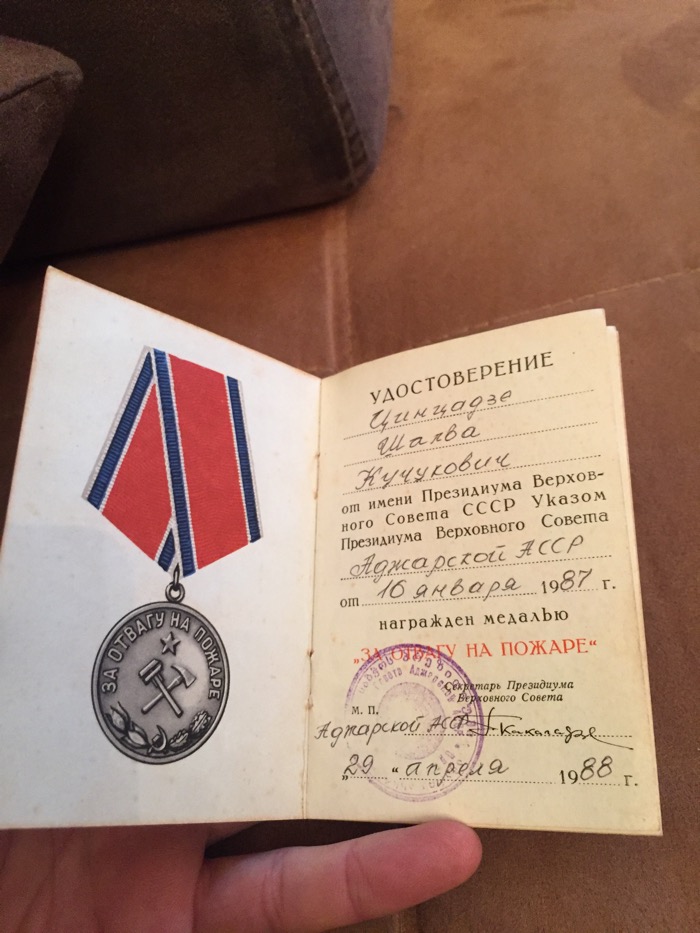 ЗА ОТВАГУ НА ПОЖАРЕ
УДОСТОВЕРЕНИЕ
Цинцадзе
Шалва
Кучукович
от имени Президиума Верхов-
ного Совета СССР Указом
Президиума Верховного Совета
Аджарской АССР
от 16 января 1987 г.
награжден медалью
„ЗА ОТВАГУ НА ПОЖАРЕ“
Секретарь Президиума
Верховного Совета
М. П.
Аджарской АССР
„29“ апреля 1988 г.